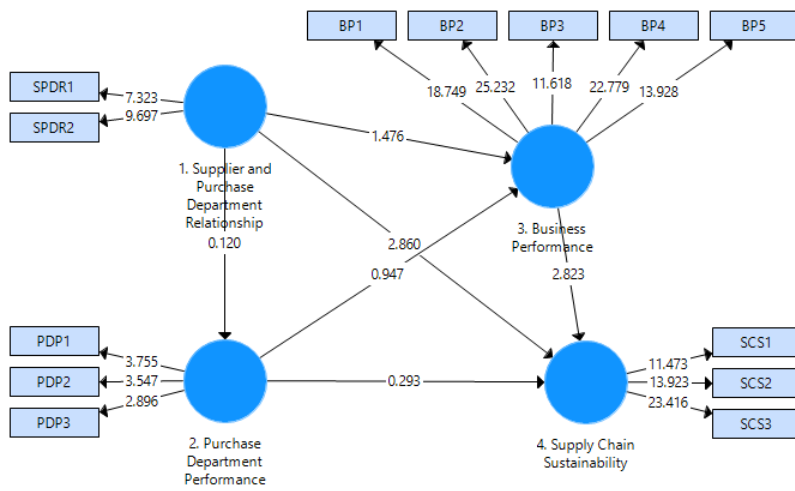 BP1 BP2 BP3 BP4 BP5
SPDR1
SPDR2
7.323
9.697
18.749
25.232
11.618
22.779
13.928
1.476
1. Supplier and
Purchase
Department
Relationship
0.120
2.860
0.947
3. Business
Performance
2.823
PDP1
PDP2
PDP3
3.755
3.547
2.896
0.293
11.473
13.923
23.416
SCS1
SCS2
SCS3
2. Purchase
Department
Performance
4. Supply Chain
Sustainability